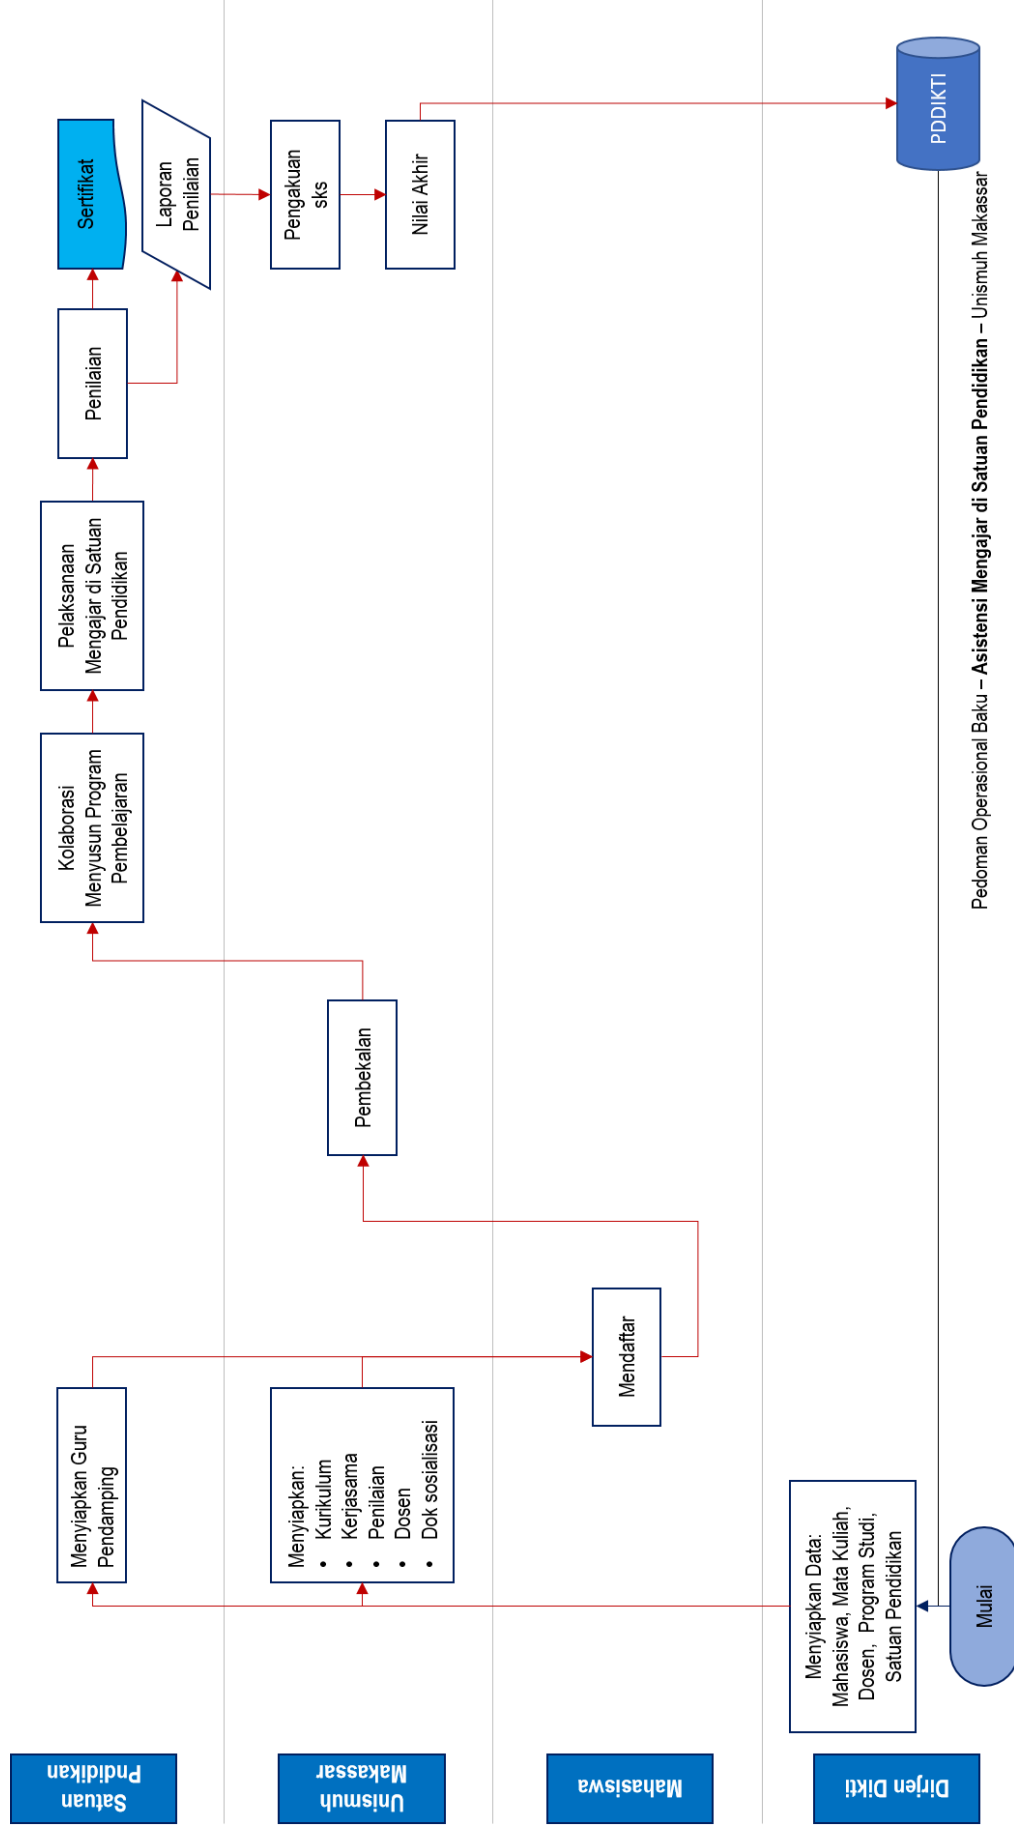 Satuan
Pndidikan
Menyiapkan Guru
Pendamping
Kolaborasi
Menyusun Program
Pembelajaran
Pelaksanaan
Mengajar di Satuan
Pendidikan
Penilaian
Sertifikat
Laporan
Penilaian
Unismuh
Makassar
Menyiapkan:
• Kurikulum
• Kerjasama
• Penilaian
• Dosen
• Dok sosialisasi
Pembekalan
Pengakuan
sks
Nilai Akhir
Mahasiswa
Mendaftar
Dirjen Dikti
Menyiapkan Data:
Mahasiswa, Mata Kuliah,
Dosen, Program Studi,
Satuan Pendidikan
Mulai
PDDIKTI
Pedoman Operasional Baku – Asistensi Mengajar di Satuan Pendidikan – Unismuh Makassar